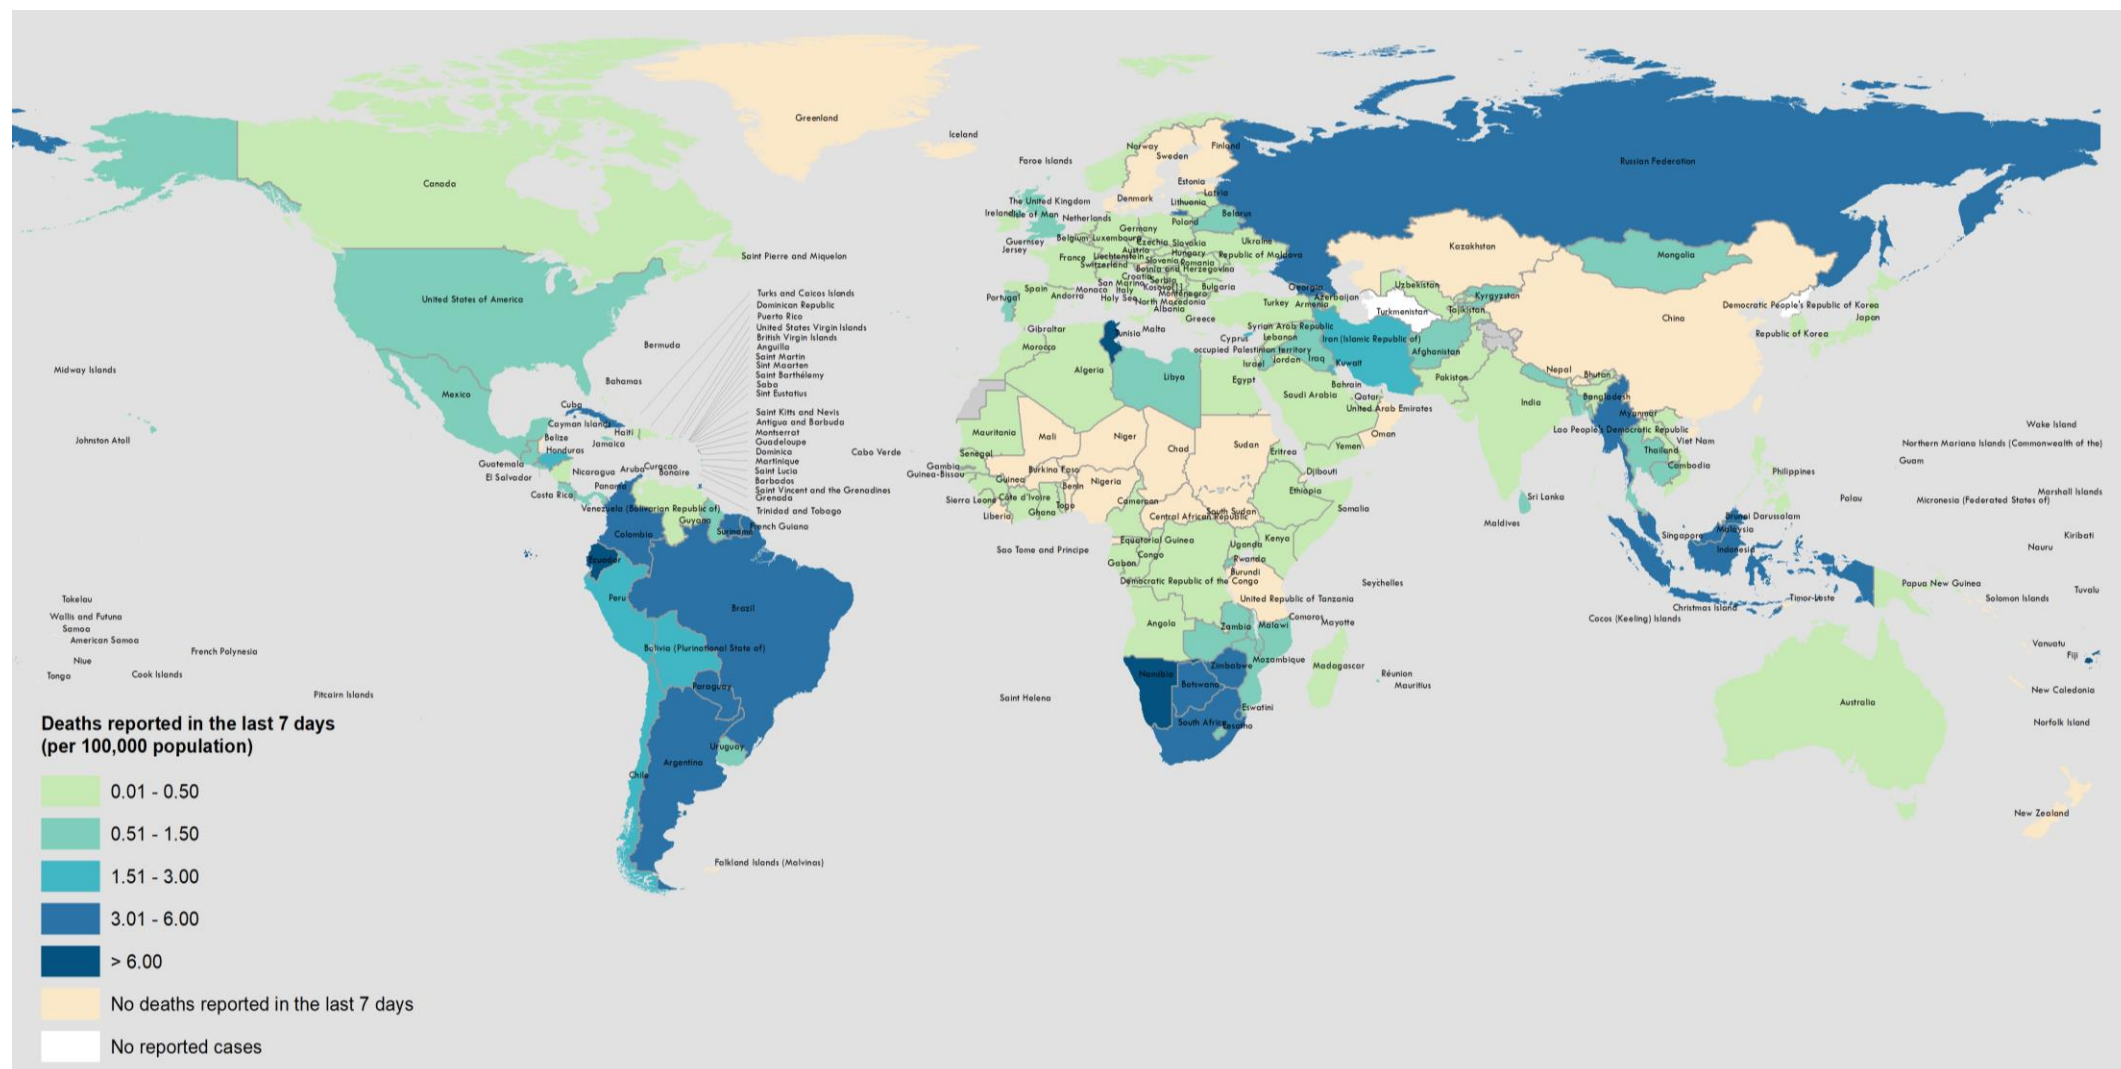 Greenland
Iceland
Faroe Islands
Norway
Sweden
Finland
Russian Federation
Canada
Estonia
Latvia
Denmark
Lithuania
The United Kingdom
Ireland
Isle of Man
Netherlands
Belarus
Poland
Germany
Guernsey
Jersey
Belgium
Luxembourg
Czechia
Slovakia
Ukraine
Austria
Hungary
Republic of Moldova
France
Liechtenstein
Switzerland
Slovenia
Romania
Bosnia and Herzegovina
Croatia
Serbia
San Marino
Italy
Kosovo[1]
Bulgaria
Monaco
Holy See
Montenegro
North Macedonia
Albania
Greece
Spain
Andorra
Portugal
Gibraltar
Georgia
Azerbaijan
Turkey
Armenia
Kazakhstan
Mongolia
Uzbekistan
Kyrgyzstan
Turkmenistan
Tajikistan
China
Democratic People's Republic of Korea
Japan
Republic of Korea
Saint Pierre and Miquelon
United States of America
Bermuda
Bahamas
Midway Islands
Johnston Atoll
Mexico
Turks and Caicos Islands
Dominican Republic
Puerto Rico
United States Virgin Islands
British Virgin Islands
Anguilla
Saint Martin
Sint Maarten
Saint Barthélemy
Saba
Sint Eustatius
Saint Kitts and Nevis
Antigua and Barbuda
Montserrat
Guadeloupe
Dominica
Martinique
Saint Lucia
Barbados
Saint Vincent and the Grenadines
Grenada
Trinidad and Tobago
Cuba
Cayman Islands
Haiti
Belize
Jamaica
Honduras
Guatemala
El Salvador
Nicaragua
Aruba
Curacao
Bonaire
Costa Rica
Panama
Venezuela (Bolivarian Republic of)
Guyana
Suriname
French Guiana
Colombia
Ecuador
Peru
Brazil
Bolivia (Plurinational State of)
Paraguay
Uruguay
Argentina
Chile
Falkland Islands (Malvinas)
Tunisia
Malta
Cyprus
Syrian Arab Republic
Lebanon
Iran (Islamic Republic of)
Afghanistan
occupied Palestinian territory
Israel
Jordan
Iraq
Kuwait
Morocco
Algeria
Libya
Egypt
Saudi Arabia
Bahrain
Qatar
United Arab Emirates
Oman
Yemen
Pakistan
India
Nepal
Bhutan
Bangladesh
Myanmar
Lao People's Democratic Republic
Viet Nam
Thailand
Cambodia
Philippines
Cabo Verde
Mauritania
Mali
Niger
Chad
Sudan
Eritrea
Djibouti
Senegal
Gambia
Guinea-Bissau
Guinea
Burkina Faso
Benin
Nigeria
Sierra Leone
Côte d'Ivoire
Liberia
Ghana
Togo
Cameroon
Central African Republic
South Sudan
Ethiopia
Somalia
Sao Tome and Principe
Equatorial Guinea
Gabon
Congo
Uganda
Kenya
Rwanda
Burundi
Democratic Republic of the Congo
United Republic of Tanzania
Seychelles
Angola
Zambia
Malawi
Comoros
Mayotte
Mozambique
Madagascar
Réunion
Mauritius
Zimbabwe
Namibia
Botswana
Eswatini
South Africa
Lesotho
Saint Helena
Sri Lanka
Maldives
Brunei Darussalam
Malaysia
Singapore
Indonesia
Christmas Island
Timor-Leste
Cocos (Keeling) Islands
Wake Island
Northern Mariana Islands (Commonwealth of the)
Guam
Marshall Islands
Palau
Micronesia (Federated States of)
Kiribati
Nauru
Papua New Guinea
Solomon Islands
Tuvalu
Vanuatu
Fiji
New Caledonia
Norfolk Island
Australia
New Zealand
Tokelau
Wallis and Futuna
Samoa
American Samoa
Niue
Tonga
Cook Islands
French Polynesia
Pitcairn Islands
Deaths reported in the last 7 days
(per 100,000 population)
0.01 - 0.50
0.51 - 1.50
1.51 - 3.00
3.01 - 6.00
> 6.00
No deaths reported in the last 7 days
No reported cases